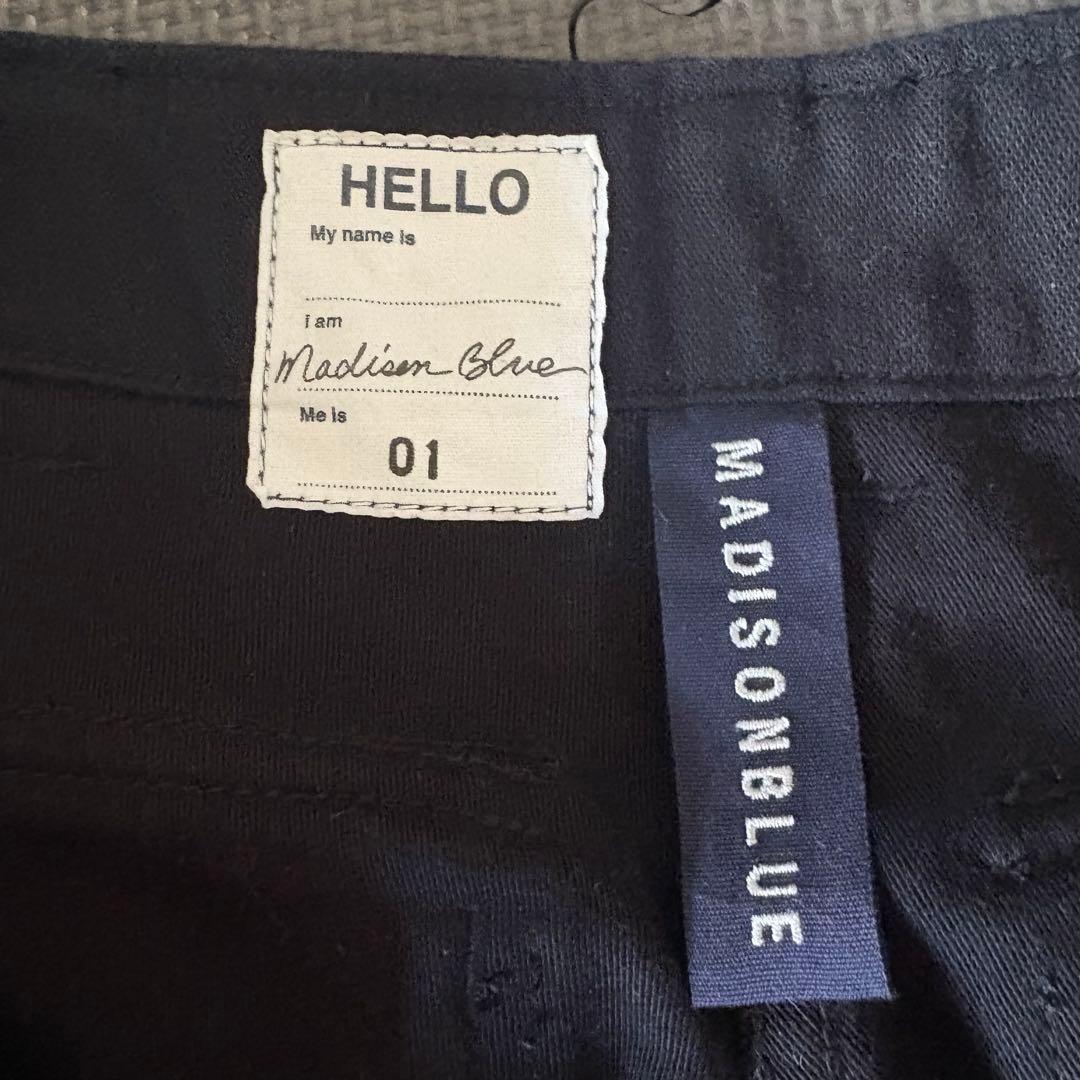 HELLO
My name is
i am
Madison Blue
Me is
01
MADISONBLUE